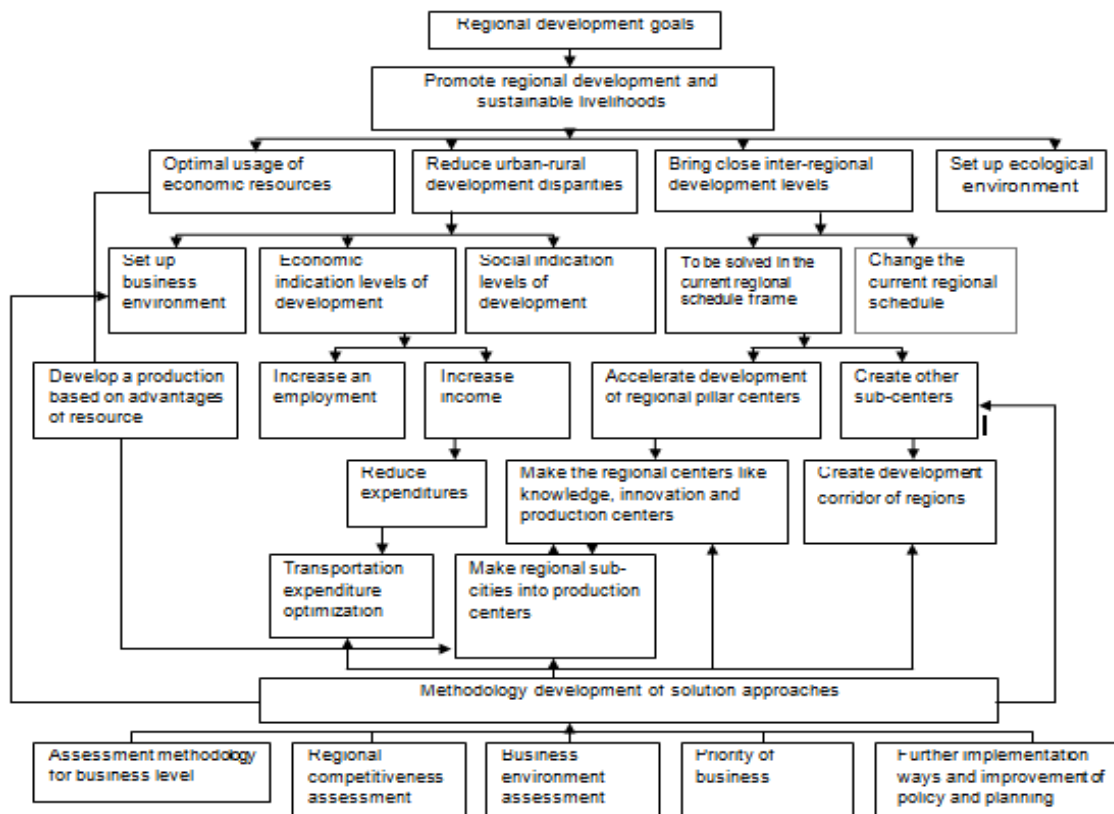 Regional development goals
Promote regional development and
sustainable livelihoods
Optimal usage of
economic resources
Reduce urban-rural
development disparities
Bring close inter-regional
development levels
Set up ecological
environment
Set up
business
environment
Economic
indication levels of
development
Social indication
levels of
development
To be solved in the
current regional
schedule frame
Change the
current regional
schedule
Develop a production
based on advantages
of resource
Increase an
employment
Increase
income
Accelerate development
of regional pillar centers
Create other
sub-centers
Reduce
expenditures
Make the regional centers like
knowledge, innovation and
production centers
Create development
corridor of regions
Transportation
expenditure
optimization
Make regional sub-
cities into production
centers
Methodology development of solution approaches
Assessment methodology
for business level
Regional
competitiveness
assessment
Business
environment
assessment
Priority of
business
Further implementation
ways and improvement of
policy and planning